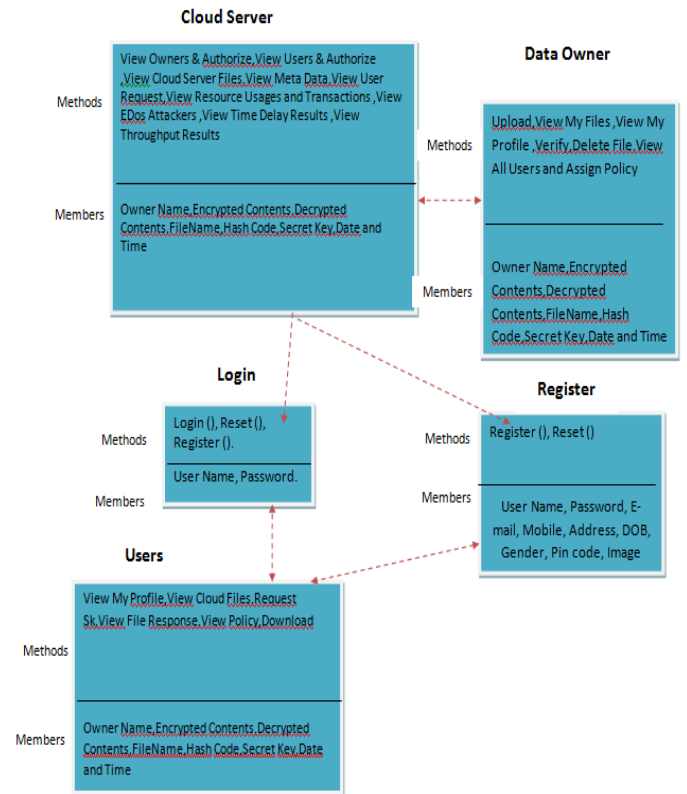 Cloud Server
Methods
View Owners & Authorize,View Users & Authorize
,View Cloud Server Files,View Meta Data,View User
Request,View Resource Usages and Transactions ,View
EDos Attackers ,View Time Delay Results ,View
Throughput Results
Members
Owner Name,Encrypted Contents,Decrypted
Contents,FileName,Hash Code,Secret Key,Date and
Time
Data Owner
Methods
Upload,View My Files ,View My
Profile ,Verify,Delete File,View
All Users and Assign Policy
Members
Owner Name,Encrypted
Contents,Decrypted
Contents,FileName,Hash
Code,Secret Key,Date and Time
Login
Methods
Login (), Reset (),
Register ().
Members
User Name, Password.
Register
Methods
Register (), Reset ()
Members
User Name, Password, E-
mail, Mobile, Address, DOB,
Gender, Pin code, Image
Users
Methods
View My Profile,View Cloud Files,Request
Sk,View File Response,View Policy,Download
Members
Owner Name,Encrypted Contents,Decrypted
Contents,FileName,Hash Code,Secret Key,Date
and Time